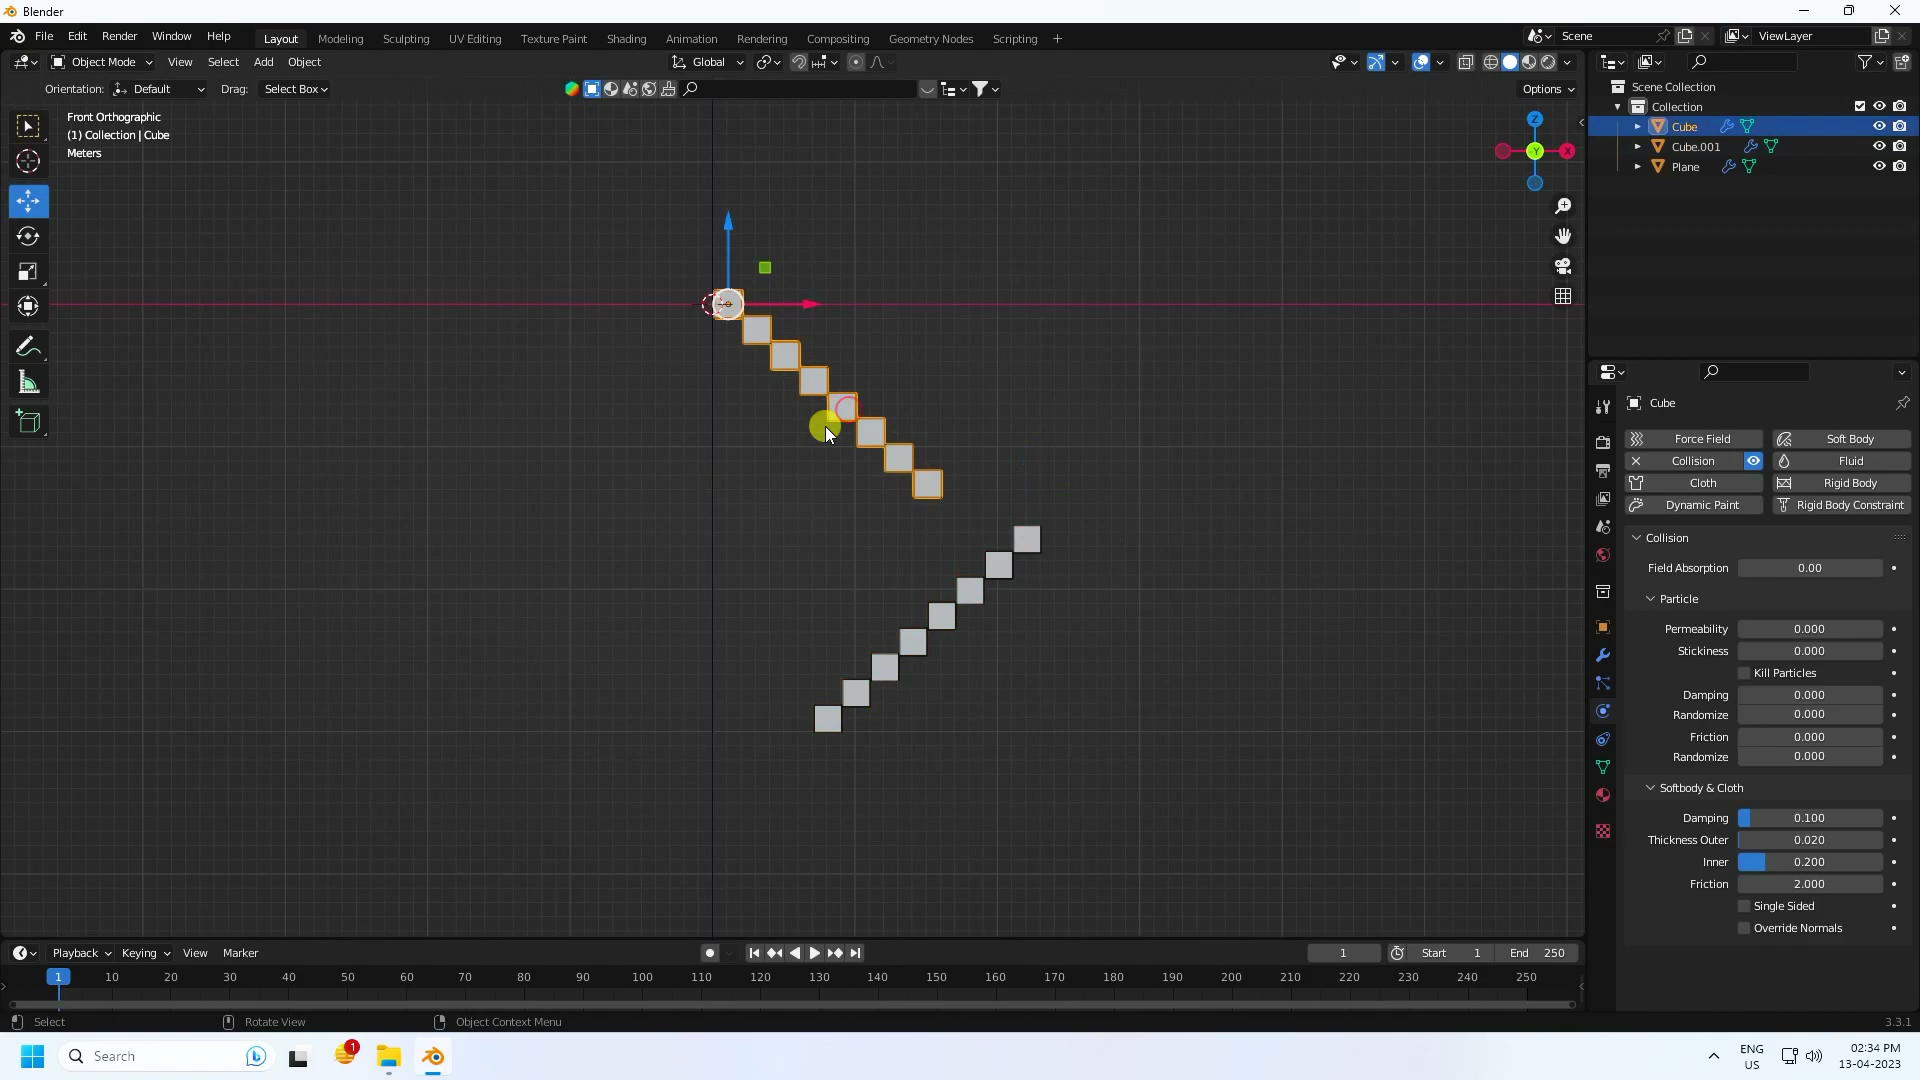 Blender
File Edit Render Window Help Layout Modeling Sculpting UV Editing Texture Paint Shading Animation Rendering Compositing Geometry Nodes Scripting Scene ViewLayer
Object Mode View Select Add Object Global
Orientation: Default Drag: Select Box Options
Front Orthographic
(1) Collection | Cube
Meters
Z
-Y
X
Scene Collection
Collection
Cube
Cube.001
Plane
Cube
Force Field Soft Body
Collision Fluid
Cloth Rigid Body
Dynamic Paint Rigid Body Constraint
Collision
Field Absorption 0.00
Particle
Permeability 0.000
Stickiness 0.000
Kill Particles
Damping 0.000
Randomize 0.000
Friction 0.000
Randomize 0.000
Softbody & Cloth
Damping 0.100
Thickness Outer 0.020
Inner 0.200
Friction 2.000
Single Sided
Override Normals
Playback Keying View Marker 1 Start 1 End 250
1 10 20 30 40 50 60 70 80 90 100 110 120 130 140 150 160 170 180 190 200 210 220 230 240 250
Select Rotate View Object Context Menu 3.3.1
Search 1 ENG US 02:34 PM 13-04-2023